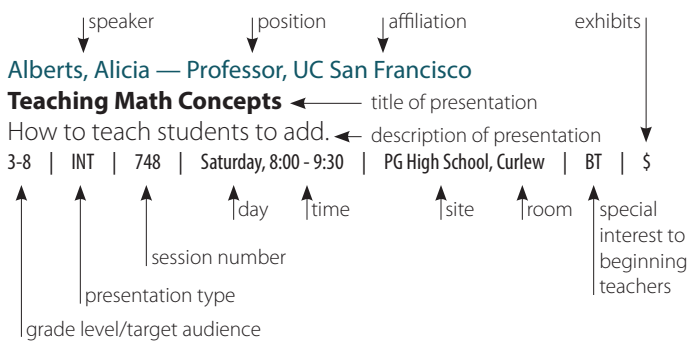 speaker position affiliation exhibits
Alberts, Alicia — Professor, UC San Francisco
Teaching Math Concepts title of presentation
How to teach students to add. description of presentation
3-8 | INT | 748 | Saturday, 8:00 - 9:30 | PG High School, Curlew | BT | $
day time site room special
interest to
beginning
teachers
session number
presentation type
grade level/target audience